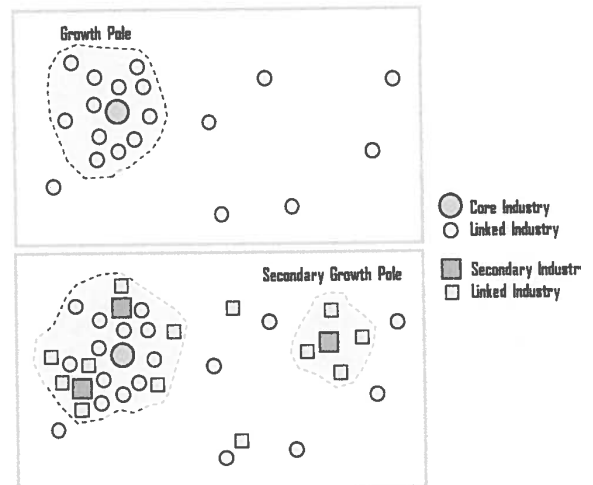 Growth Pole
Core Industry
Linked Industry
Secondary Industr
Linked Industry
Secondary Growth Pole